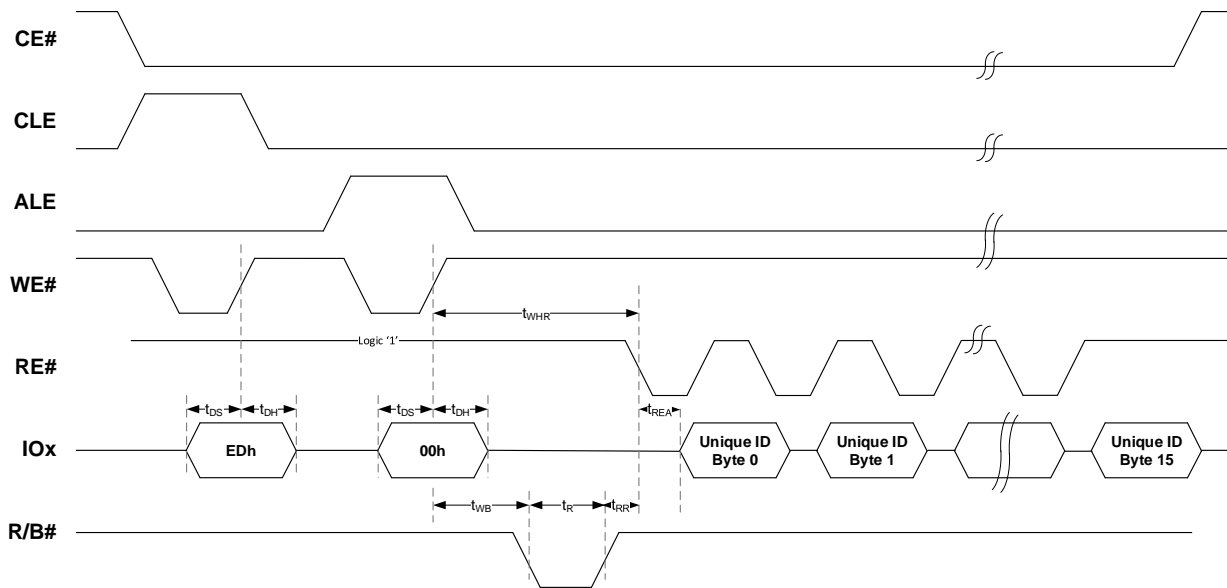 CE#
CLE
ALE
WE#
tWHR
Logic ‘1’
RE#
tDS tDH tDS tDH tREA
IOx
EDh
00h
Unique ID
Byte 0
Unique ID
Byte 1
Unique ID
Byte 15
tWB tR tRR
R/B#